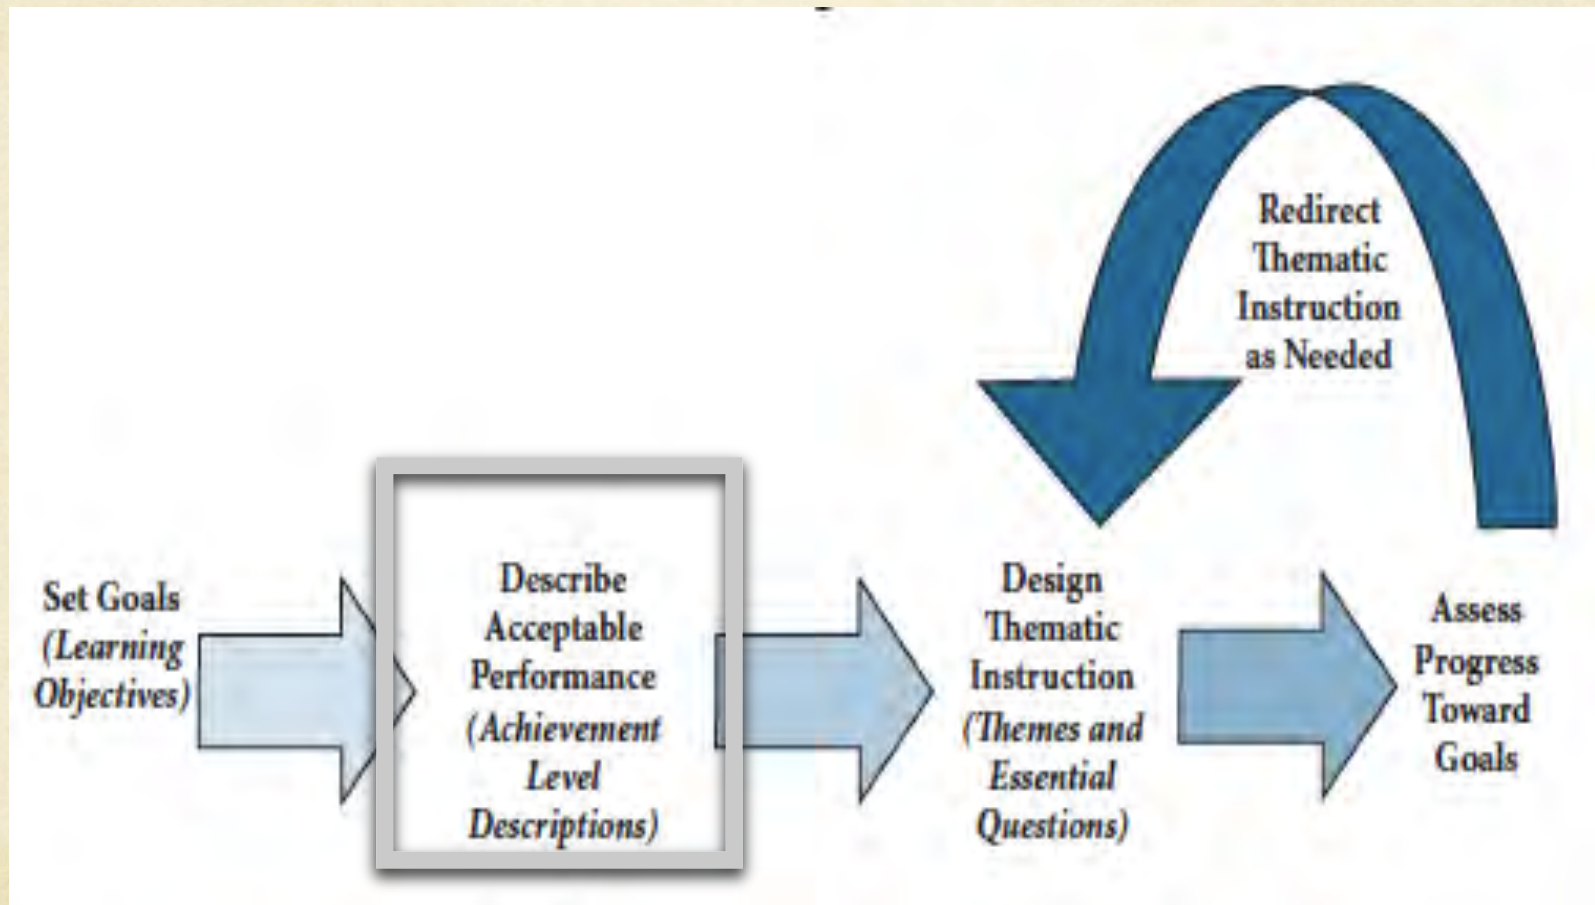 Set Goals
(Learning
Objectives)
Describe
Acceptable
Performance
(Achievement
Level
Descriptions)
Design
Thematic
Instruction
(Themes and
Essential
Questions)
Assess
Progress
Toward
Goals
Redirect
Thematic
Instruction
as Needed